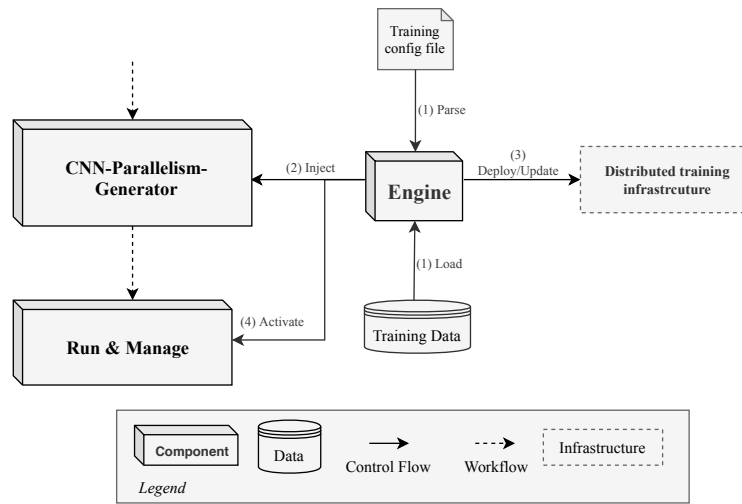 Training
config file
(1) Parse
CNN-Parallelism-
Generator
(2) Inject
Engine
(3)
Deploy/Update
Distributed training
infrastrcuture
(1) Load
Training Data
(4) Activate
Run & Manage
Component
Data
Control Flow
Workflow
Infrastructure
Legend